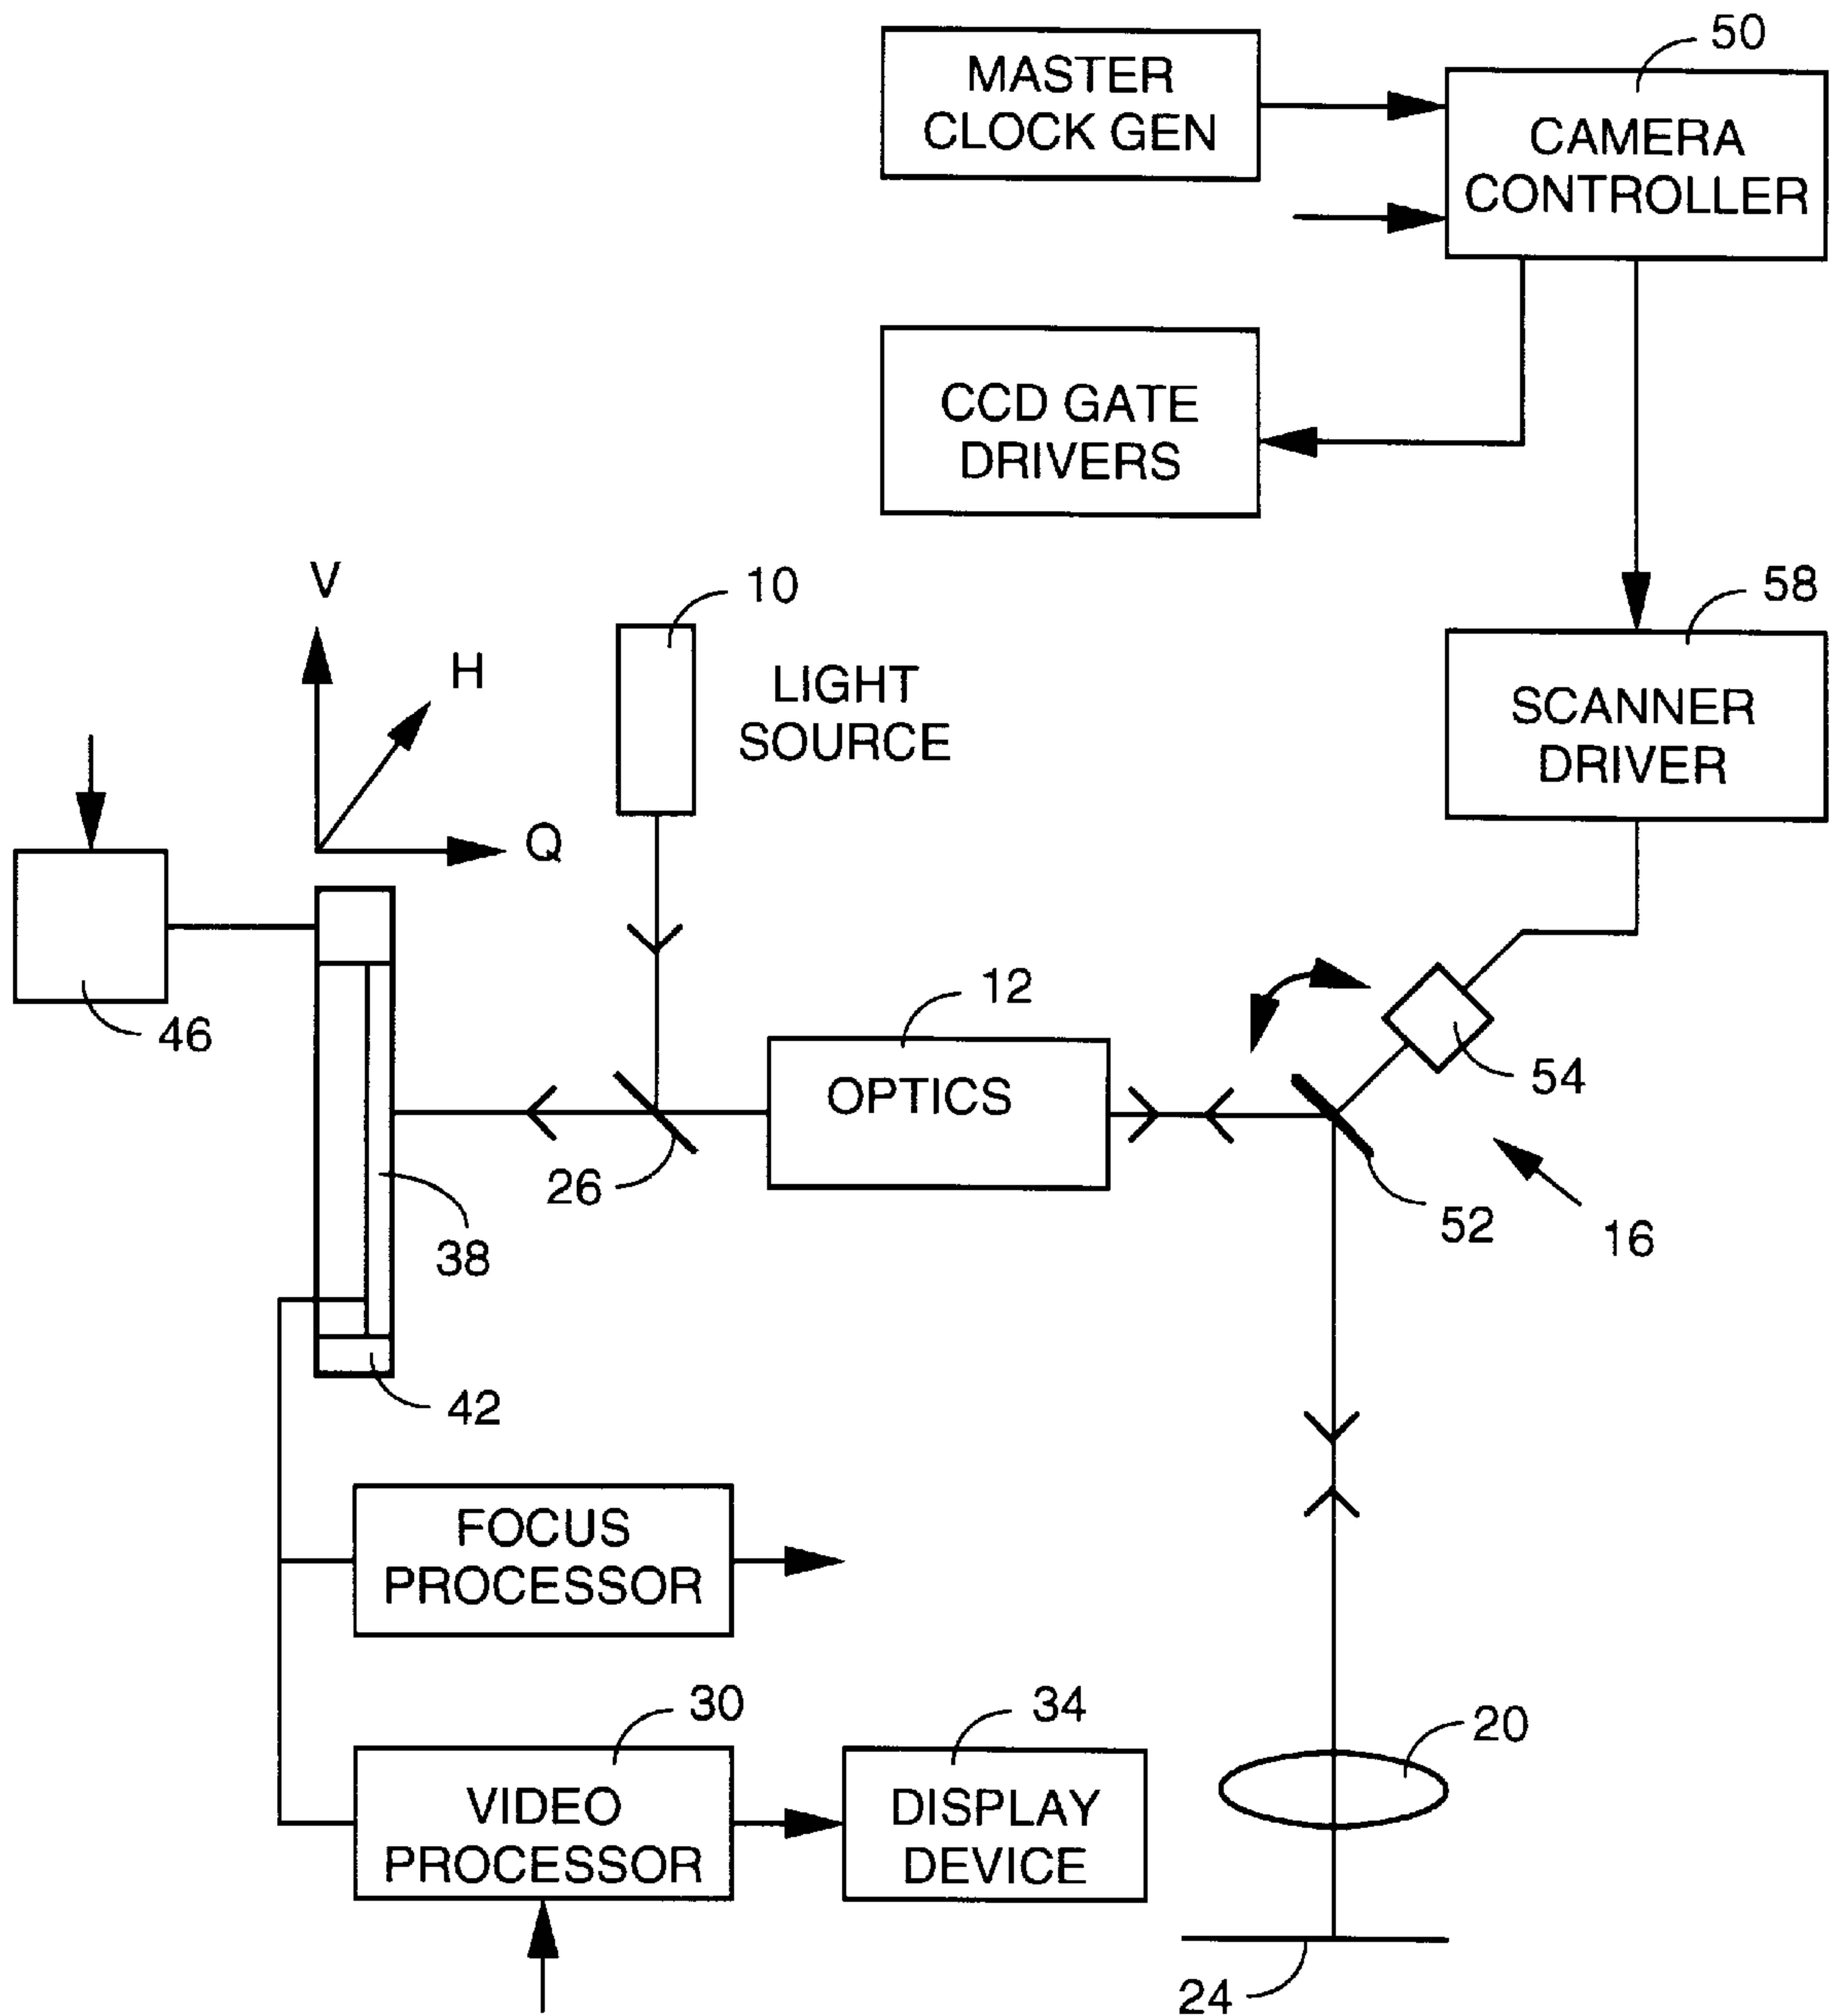 50
MASTER
CLOCK GEN
CAMERA
CONTROLLER
CCD GATE
DRIVERS
V
10
58
H
LIGHT
SOURCE
SCANNER
DRIVER
Q
12
46
54
OPTICS
26
52
16
38
42
FOCUS
PROCESSOR
30
34
20
VIDEO
PROCESSOR
DISPLAY
DEVICE
24